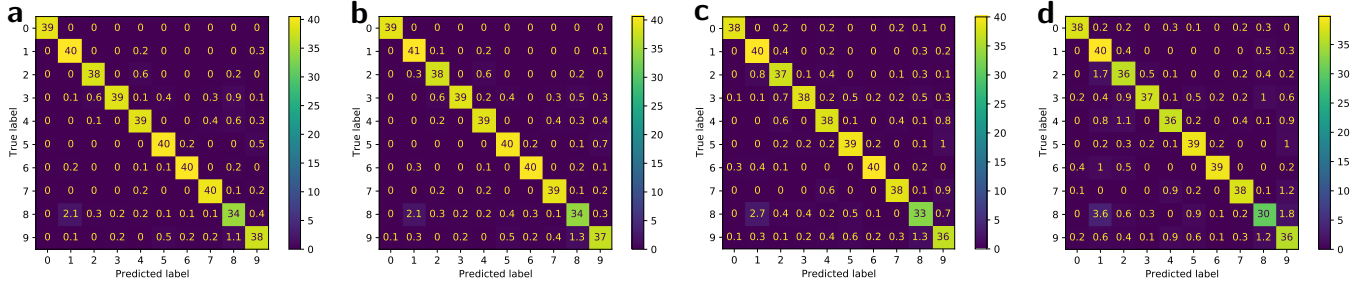 a
True label
0 39 0 0 0 0 0 0 0 0 0
1 0 40 0 0 0.2 0 0 0 0 0.3
2 0 0 38 0 0.6 0 0 0 0.2 0
3 0 0.1 0.6 39 0.1 0.4 0 0.3 0.9 0.1
4 0 0 0.1 0 39 0 0 0.4 0.6 0.3
5 0 0 0 0 0 40 0.2 0 0 0.5
6 0 0.2 0 0 0.1 0.1 40 0 0.2 0
7 0 0 0 0 0 0 0 40 0.1 0.2
8 0 2.1 0.3 0.2 0.2 0.1 0.1 0.1 34 0.4
9 0 0.1 0 0.2 0 0.5 0.2 0.2 1.1 38
0 1 2 3 4 5 6 7 8 9
Predicted label
40
35
30
25
20
15
10
5
0
b
True label
0 39 0 0 0 0 0 0 0 0 0
1 0 41 0.1 0 0.2 0 0 0 0 0.1
2 0 0.3 38 0 0.6 0 0 0 0.2 0
3 0 0 0.6 39 0.2 0.4 0 0.3 0.5 0.3
4 0 0 0.2 0 39 0 0 0.2 0.6 0.4
5 0 0 0 0 0 40 0.2 0 0.1 0.7
6 0 0.2 0 0 0.1 0.1 40 0 0.2 0
7 0 0 0.2 0 0.2 0 0 39 0.1 0.2
8 0 2.1 0.3 0.2 0.2 0.4 0.1 0.1 34 0.3
9 0.1 0.3 0 0.2 0 0.5 0.2 0.4 1.3 37
0 1 2 3 4 5 6 7 8 9
Predicted label
40
35
30
25
20
15
10
5
0
c
True label
0 38 0 0.2 0 0 0 0.1 0 0.2 0
1 0 40 0.4 0 0.2 0 0 0 0.3 0.2
2 0 0.8 37 0.1 0.4 0 0 0.1 0.3 0.1
3 0.1 0.1 0.7 38 0.2 0.5 0.2 0.2 0.5 0.3
4 0 0 0.6 0 38 0.1 0 0.1 0.4 0.8
5 0 0 0.2 0 0.2 39 0.2 0 0.1 1
6 0.3 0.4 0.1 0 0 0.2 40 0 0.2 0
7 0 0 0 0 0.6 0 0 38 0.1 0.9
8 0 2.7 0.4 0.2 0.2 0.5 0.1 0 33 0.7
9 0.1 0.3 0.1 0.2 0.4 0.6 0.1 0.3 1.3 36
0 1 2 3 4 5 6 7 8 9
Predicted label
40
35
30
25
20
15
10
5
0
d
True label
0 38 0.2 0.2 0 0.3 0.1 0 0.2 0.3 0
1 0 40 0.4 0 0 0 0 0 0.5 0.3
2 0 1.7 36 0.5 0.1 0 0 0.2 0.4 0.2
3 0.2 0.4 0.9 37 0.1 0.5 0.2 0.2 1 0.6
4 0 0.8 1.1 0 36 0.2 0 0.4 0.1 0.9
5 0 0.2 0.3 0.2 0.1 39 0.2 0 0 1
6 0.4 1 0.5 0 0 0 39 0 0.2 0
7 0.1 0 0 0 0.9 0.2 0 38 0.1 1.2
8 0 3.6 0.6 0.3 0 0.9 0.1 0.2 30 1.8
9 0.2 0.6 0.4 0.1 0.9 0.6 0.1 0.3 1.2 36
0 1 2 3 4 5 6 7 8 9
Predicted label
35
30
25
20
15
10
5
0